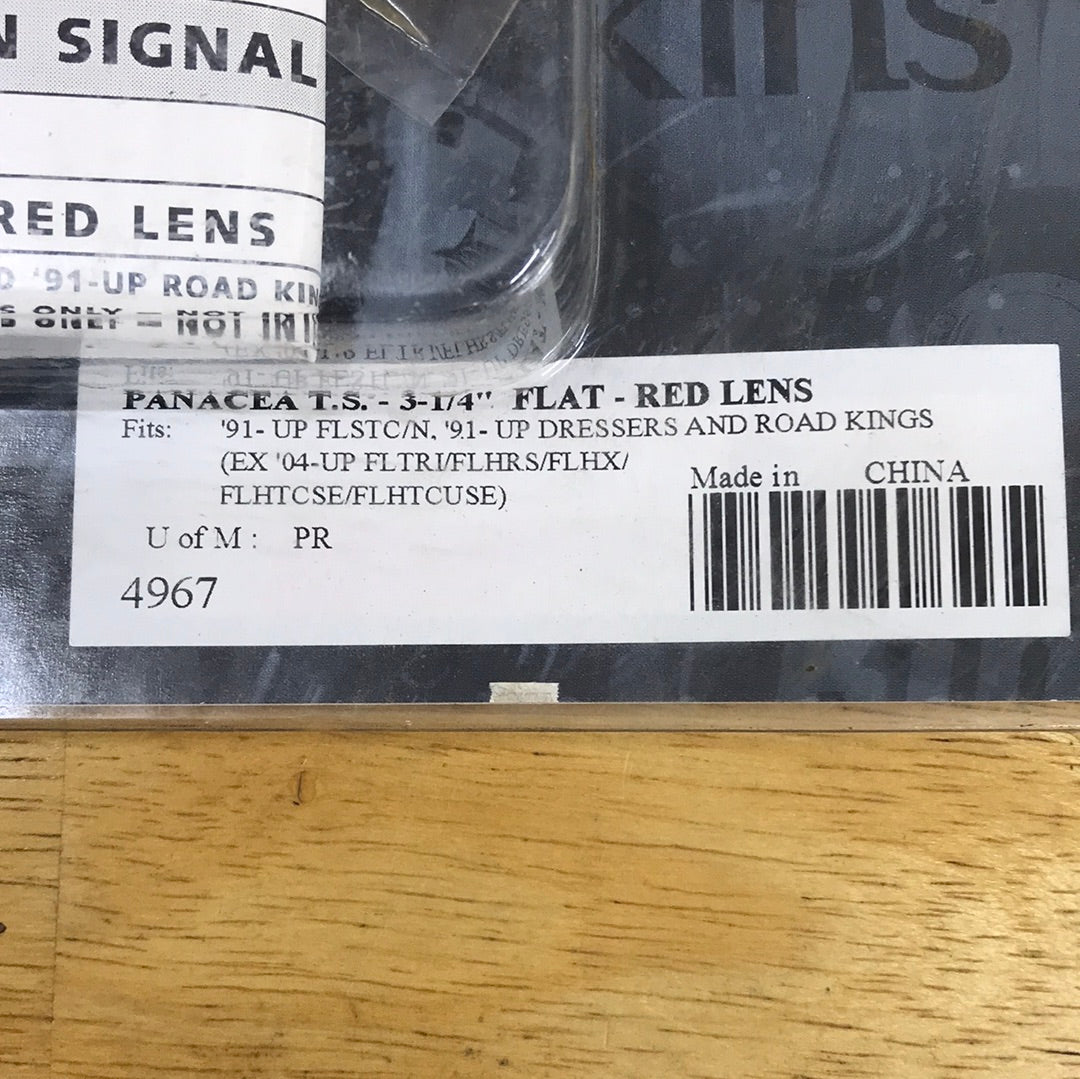 N SIGNAL
kins
RED LENS
D '91-UP ROAD KIN
S ONLY — NOT IN
PANACEA T.S. - 3-1/4" FLAT - RED LENS
Fits: '91- UP FLSTC/N, '91- UP DRESSERS AND ROAD KINGS
(EX '04-UP FLTRI/FLHRS/FLHX/
FLHTCSE/FLHTCUSE)
Made in CHINA
U of M : PR
4967